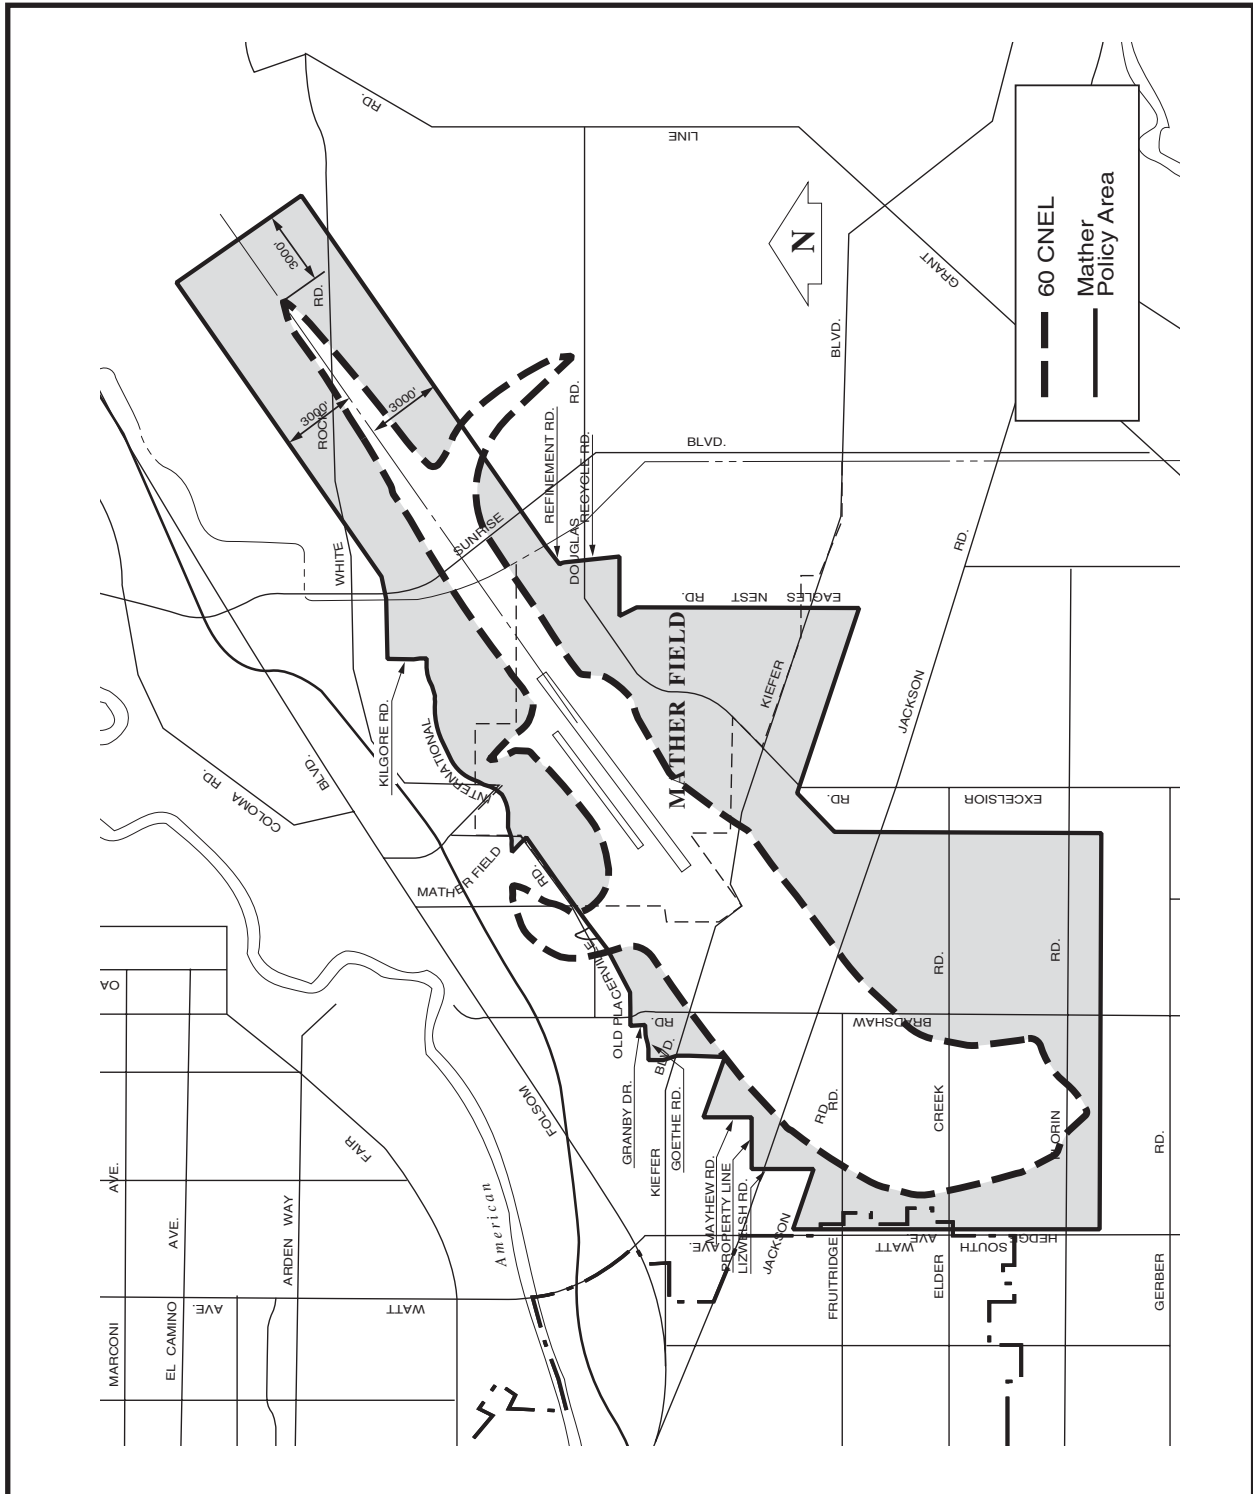 RD.
LINE
GRANT
N
60 CNEL
Mather
Policy Area
3000'
RD.
3000'
3000'
ROCK
WHITE
BLVD.
BLVD.
RD.
REFINEMENT RD.
RECYCLE RD.
DOUGLAS
SUNRISE
RD.
EAGLES NEST RD.
MATHER FIELD
KIEFER
JACKSON
KILGORE RD.
INTERNATIONAL
BLVD.
COLOMA RD.
RD.
EXCELSIOR
MATHER FIELD
RD.
OLD PLACERVILLE
RD.
BRADSHAW
BLVD.
RD.
RD.
GRANBY DR.
GOETHE RD.
KIEFER
MAYHEW RD.
PROPERTY LINE
LIZWELSH RD.
JACKSON
RD.
RD.
CREEK
FLORIN
RD.
OA
FOLSOM
FAIR
AVE.
AVE.
ARDEN WAY
American
MARCONI
EL CAMINO
AVE.
WATT
AVE.
WATT
AVE.
SOUTH
HEDGE
FRUITRIDGE
ELDER
GERBER